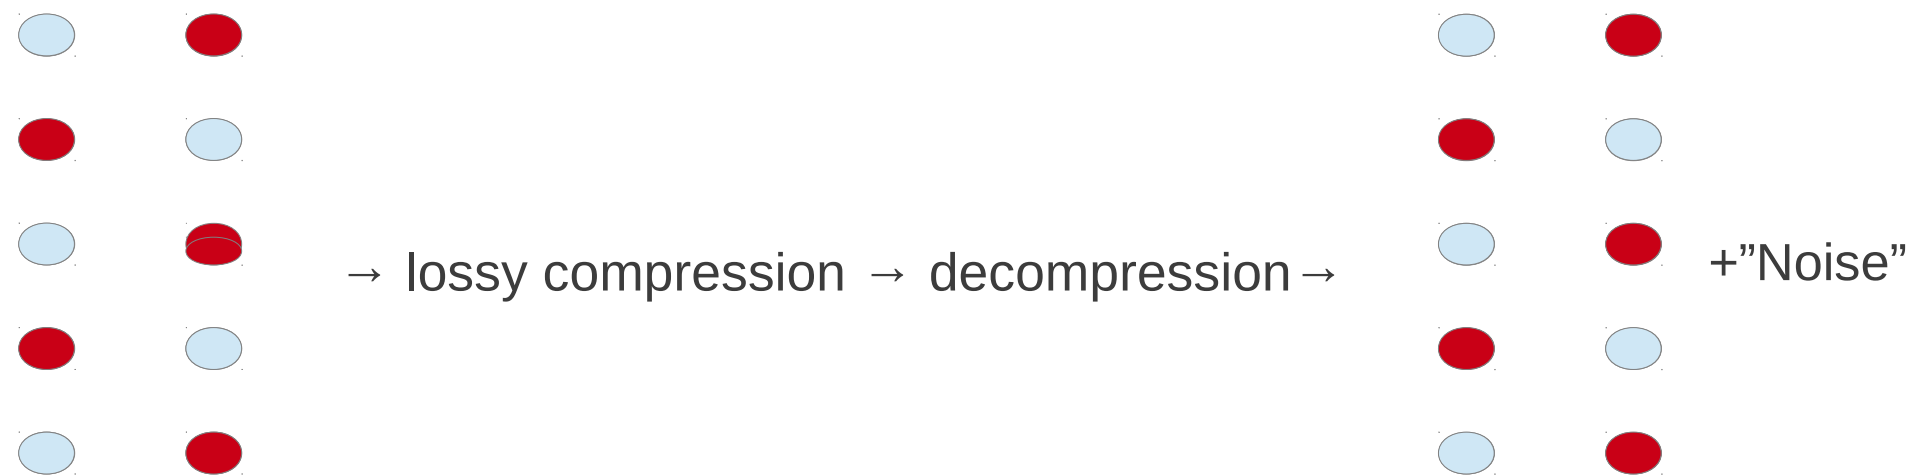 → lossy compression → decompression→
+”Noise”